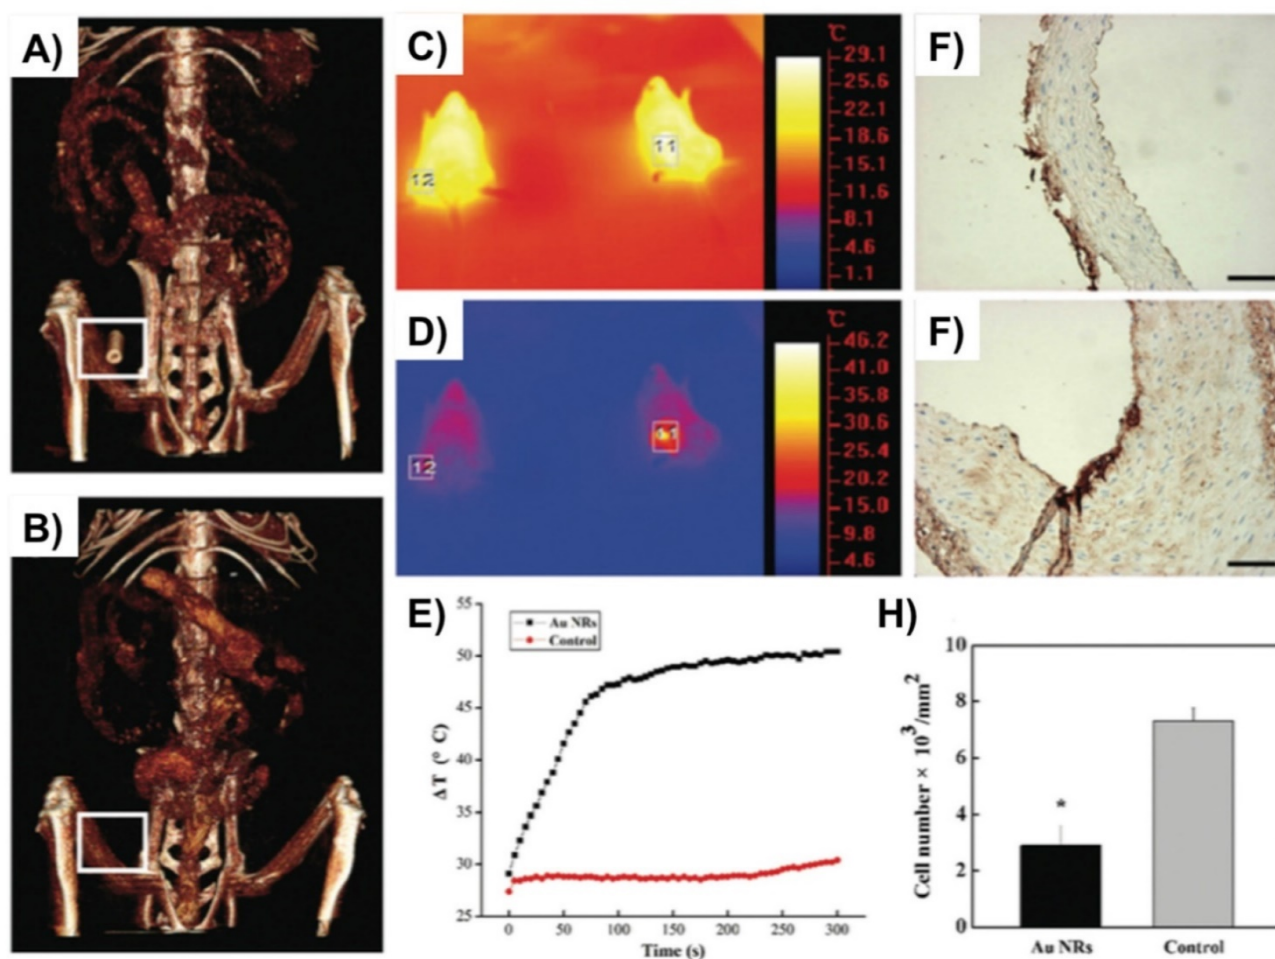 A)
B)
C)
°C
29.1
25.6
22.1
18.6
15.1
11.6
8.1
4.6
1.1
12
11
D)
°C
46.2
41.0
35.8
30.6
25.4
20.2
15.0
9.8
4.6
12
11
E)
55
50
45
40
35
30
25
Δ T (° C)
Au NRs
Control
0
50
100
150
200
250
300
Time (s)
F)
F)
H)
10
8
6
4
2
0
Cell number × 10³/mm²
*
Au NRs
Control